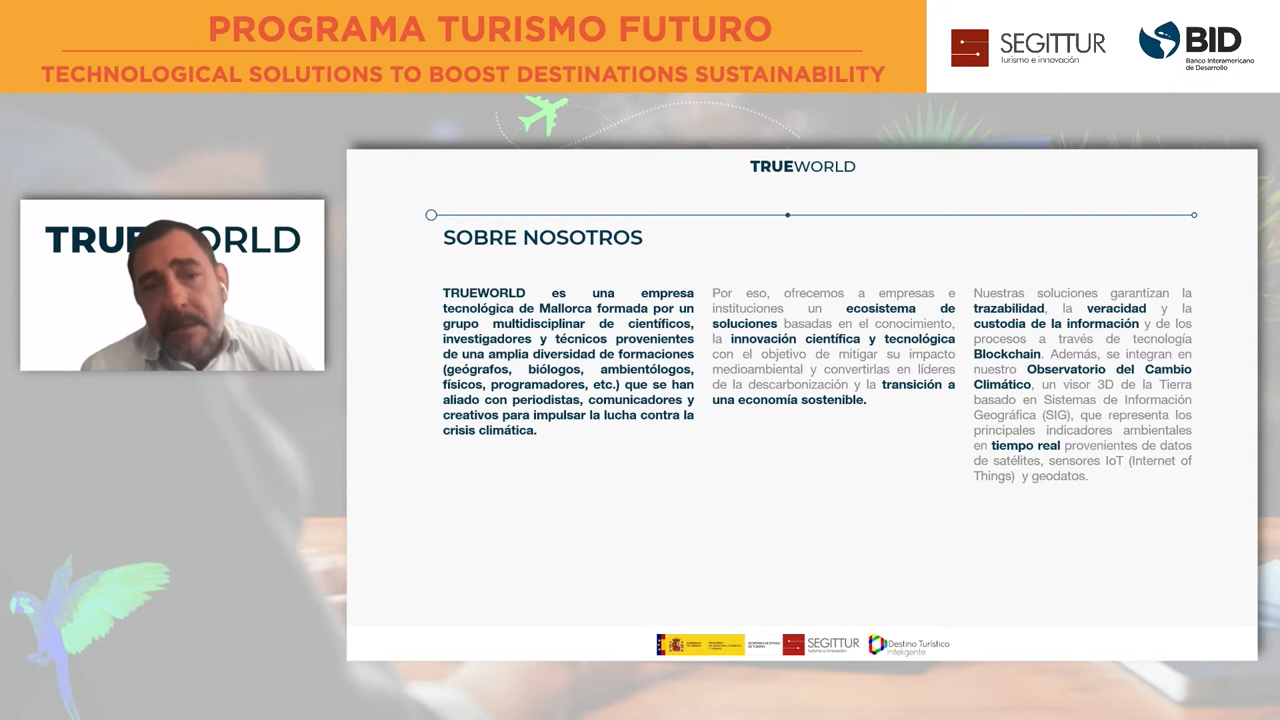 PROGRAMA TURISMO FUTURO
TECHNOLOGICAL SOLUTIONS TO BOOST DESTINATIONS SUSTAINABILITY
SEGITTUR
turismo e innovación
BID
Banco Interamericano
de Desarrollo
TRUEWORLD
TRUE ORLD
SOBRE NOSOTROS
TRUEWORLD es una empresa
tecnológica de Mallorca formada por un
grupo multidisciplinar de científicos,
investigadores y técnicos provenientes
de una amplia diversidad de formaciones
(geógrafos, biólogos, ambientólogos,
físicos, programadores, etc.) que se han
aliado con periodistas, comunicadores y
creativos para impulsar la lucha contra la
crisis climática.
Por eso, ofrecemos a empresas e
instituciones un ecosistema de
soluciones basadas en el conocimiento,
la innovación científica y tecnológica
con el objetivo de mitigar su impacto
medioambiental y convertirlas en líderes
de la descarbonización y la transición a
una economía sostenible.
Nuestras soluciones garantizan la
trazabilidad, la veracidad y la
custodia de la información y de los
procesos a través de tecnología
Blockchain. Además, se integran en
nuestro Observatorio del Cambio
Climático, un visor 3D de la Tierra
basado en Sistemas de Información
Geográfica (SIG), que representa los
principales indicadores ambientales
en tiempo real provenientes de datos
de satélites, sensores IoT (Internet of
Things) y geodatos.
SEGITTUR
turismo e innovación
Destino Turístico
inteligente